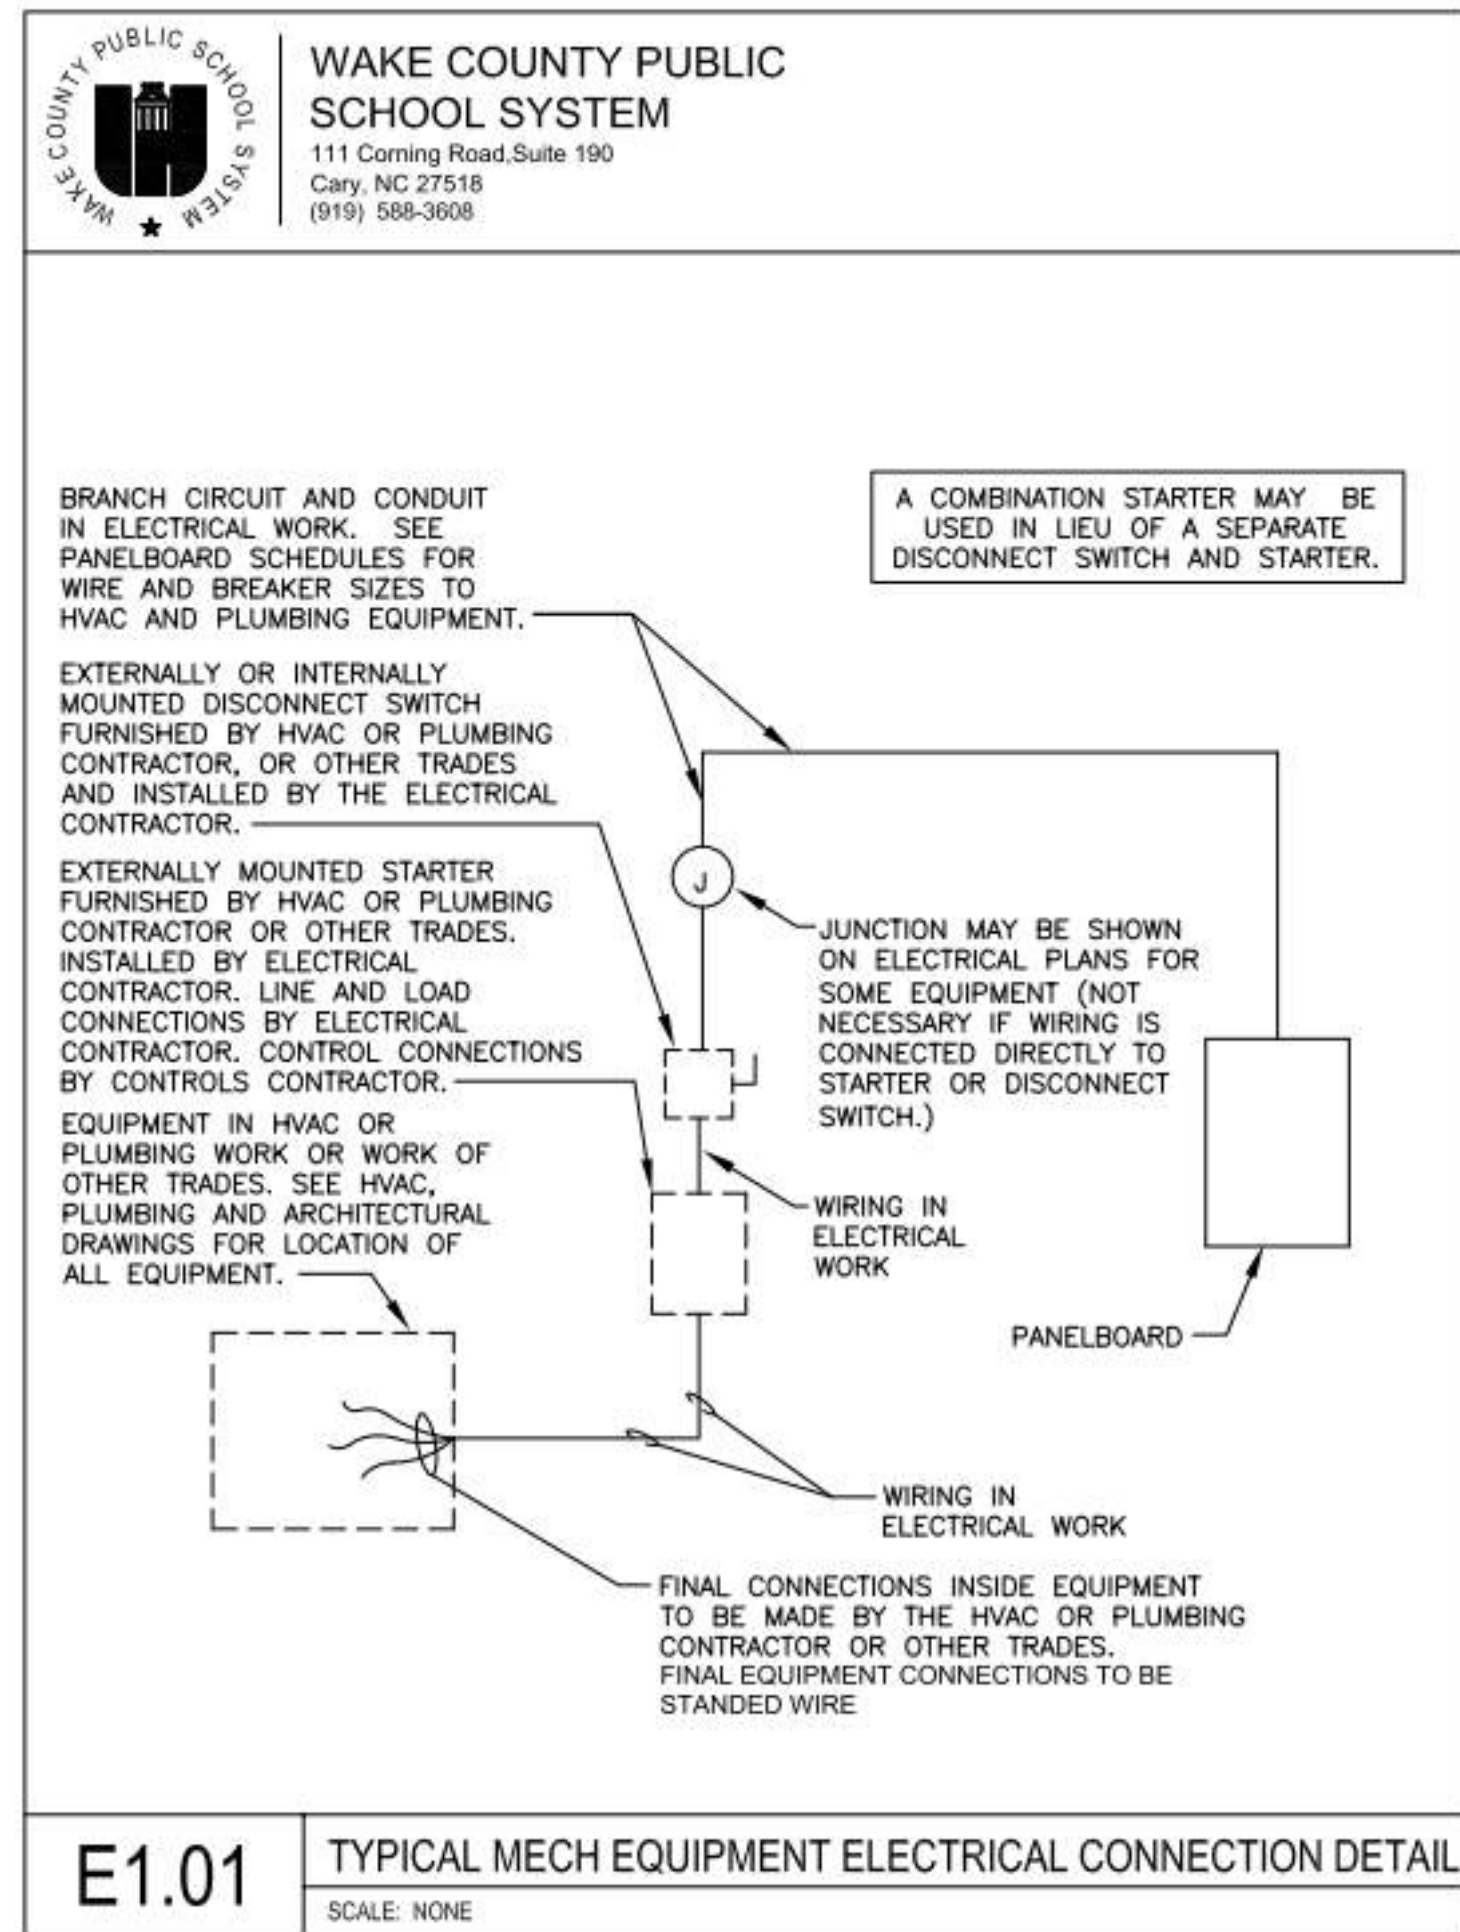 WAKE COUNTY PUBLIC SCHOOL SYSTEM
WAKE COUNTY PUBLIC
SCHOOL SYSTEM
111 Corning Road,Suite 190
Cary, NC 27518
(919) 588-3608
BRANCH CIRCUIT AND CONDUIT
IN ELECTRICAL WORK. SEE
PANELBOARD SCHEDULES FOR
WIRE AND BREAKER SIZES TO
HVAC AND PLUMBING EQUIPMENT.
A COMBINATION STARTER MAY BE
USED IN LIEU OF A SEPARATE
DISCONNECT SWITCH AND STARTER.
EXTERNALLY OR INTERNALLY
MOUNTED DISCONNECT SWITCH
FURNISHED BY HVAC OR PLUMBING
CONTRACTOR, OR OTHER TRADES
AND INSTALLED BY THE ELECTRICAL
CONTRACTOR.
EXTERNALLY MOUNTED STARTER
FURNISHED BY HVAC OR PLUMBING
CONTRACTOR OR OTHER TRADES.
INSTALLED BY ELECTRICAL
CONTRACTOR. LINE AND LOAD
CONNECTIONS BY ELECTRICAL
CONTRACTOR. CONTROL CONNECTIONS
BY CONTROLS CONTRACTOR.
J
JUNCTION MAY BE SHOWN
ON ELECTRICAL PLANS FOR
SOME EQUIPMENT (NOT
NECESSARY IF WIRING IS
CONNECTED DIRECTLY TO
STARTER OR DISCONNECT
SWITCH.)
EQUIPMENT IN HVAC OR
PLUMBING WORK OR WORK OF
OTHER TRADES. SEE HVAC,
PLUMBING AND ARCHITECTURAL
DRAWINGS FOR LOCATION OF
ALL EQUIPMENT.
WIRING IN
ELECTRICAL
WORK
PANELBOARD
WIRING IN
ELECTRICAL WORK
FINAL CONNECTIONS INSIDE EQUIPMENT
TO BE MADE BY THE HVAC OR PLUMBING
CONTRACTOR OR OTHER TRADES.
FINAL EQUIPMENT CONNECTIONS TO BE
STANDED WIRE
E1.01
TYPICAL MECH EQUIPMENT ELECTRICAL CONNECTION DETAIL
SCALE: NONE